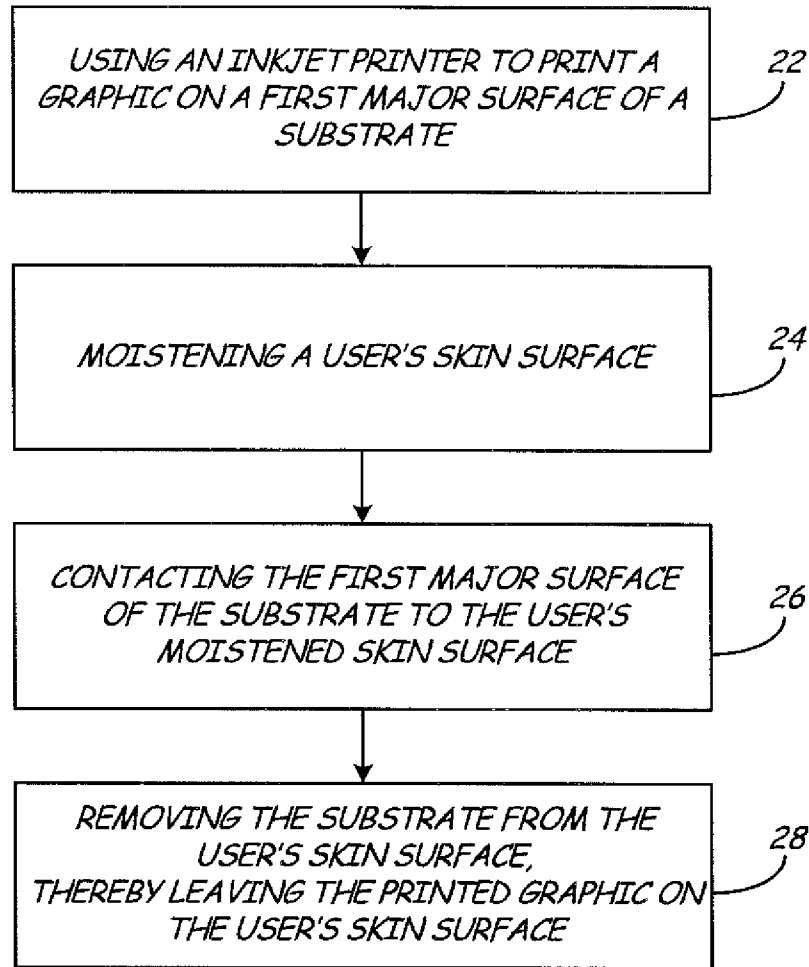 USING AN INKJET PRINTER TO PRINT A
GRAPHIC ON A FIRST MAJOR SURFACE OF A
SUBSTRATE
22
MOISTENING A USER'S SKIN SURFACE
24
CONTACTING THE FIRST MAJOR SURFACE
OF THE SUBSTRATE TO THE USER'S
MOISTENED SKIN SURFACE
26
REMOVING THE SUBSTRATE FROM THE
USER'S SKIN SURFACE,
THEREBY LEAVING THE PRINTED GRAPHIC ON
THE USER'S SKIN SURFACE
28